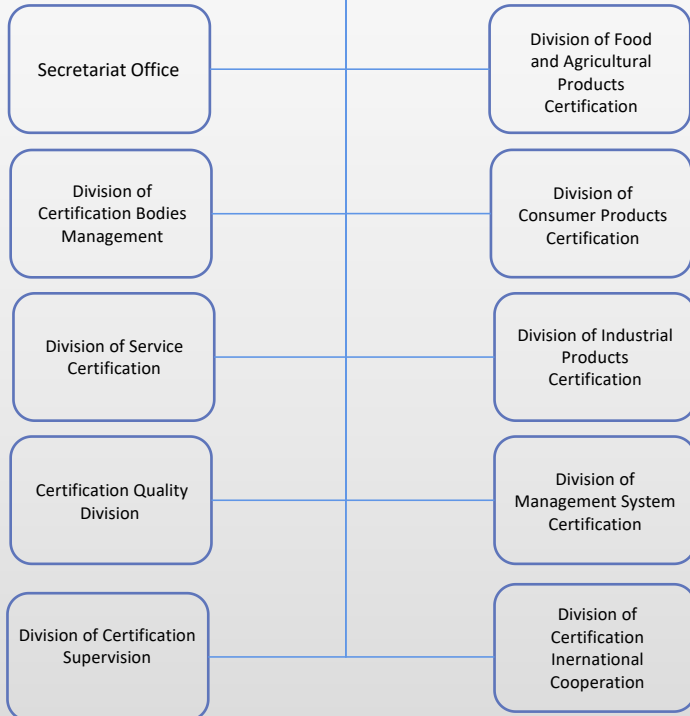 Secretariat Office
Division of Food
and Agricultural
Products
Certification
Division of
Certification Bodies
Management
Division of
Consumer Products
Certification
Division of Service
Certification
Division of Industrial
Products
Certification
Certification Quality
Division
Division of
Management System
Certification
Division of Certification
Supervision
Division of
Certification
Inernational
Cooperation